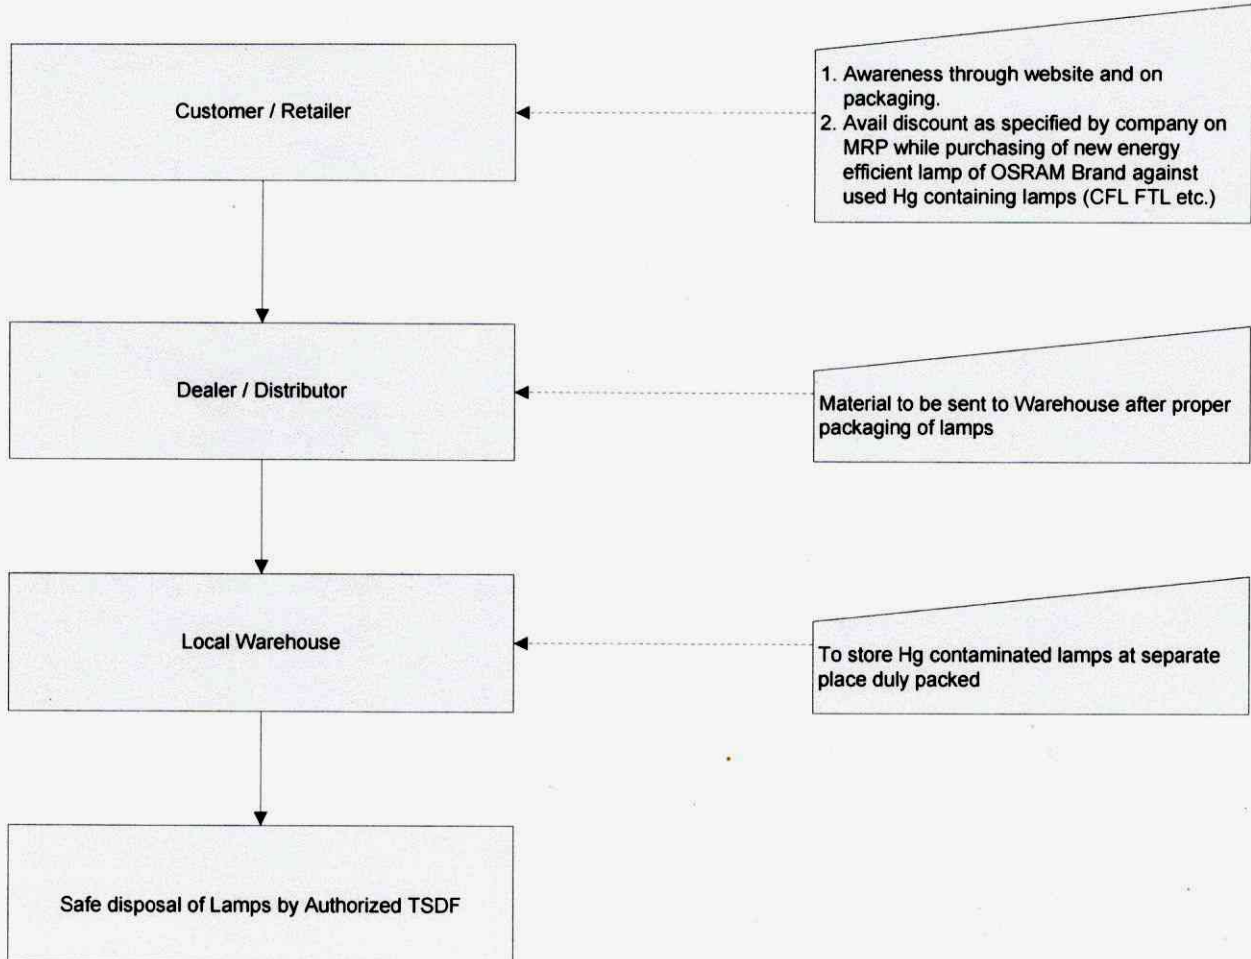 Customer / Retailer
1. Awareness through website and on
packaging.
2. Avail discount as specified by company on
MRP while purchasing of new energy
efficient lamp of OSRAM Brand against
used Hg containing lamps (CFL FTL etc.)
Dealer / Distributor
Material to be sent to Warehouse after proper
packaging of lamps
Local Warehouse
To store Hg contaminated lamps at separate
place duly packed
Safe disposal of Lamps by Authorized TSDF